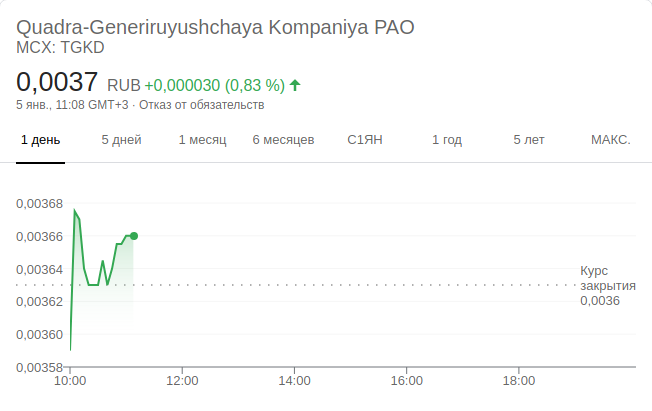 Quadra-Generiruyushchaya Kompaniya PAO
MCX: TGKD
0,0037 RUB +0,000030 (0,83 %)
5 янв., 11:08 GMT+3 · Отказ от обязательств
1 день 5 дней 1 месяц 6 месяцев С1ЯН 1 год 5 лет МАКС.
0,00368
0,00366
0,00364
0,00362
0,00360
0,00358
Курс
закрытия
0,0036
10:00 12:00 14:00 16:00 18:00